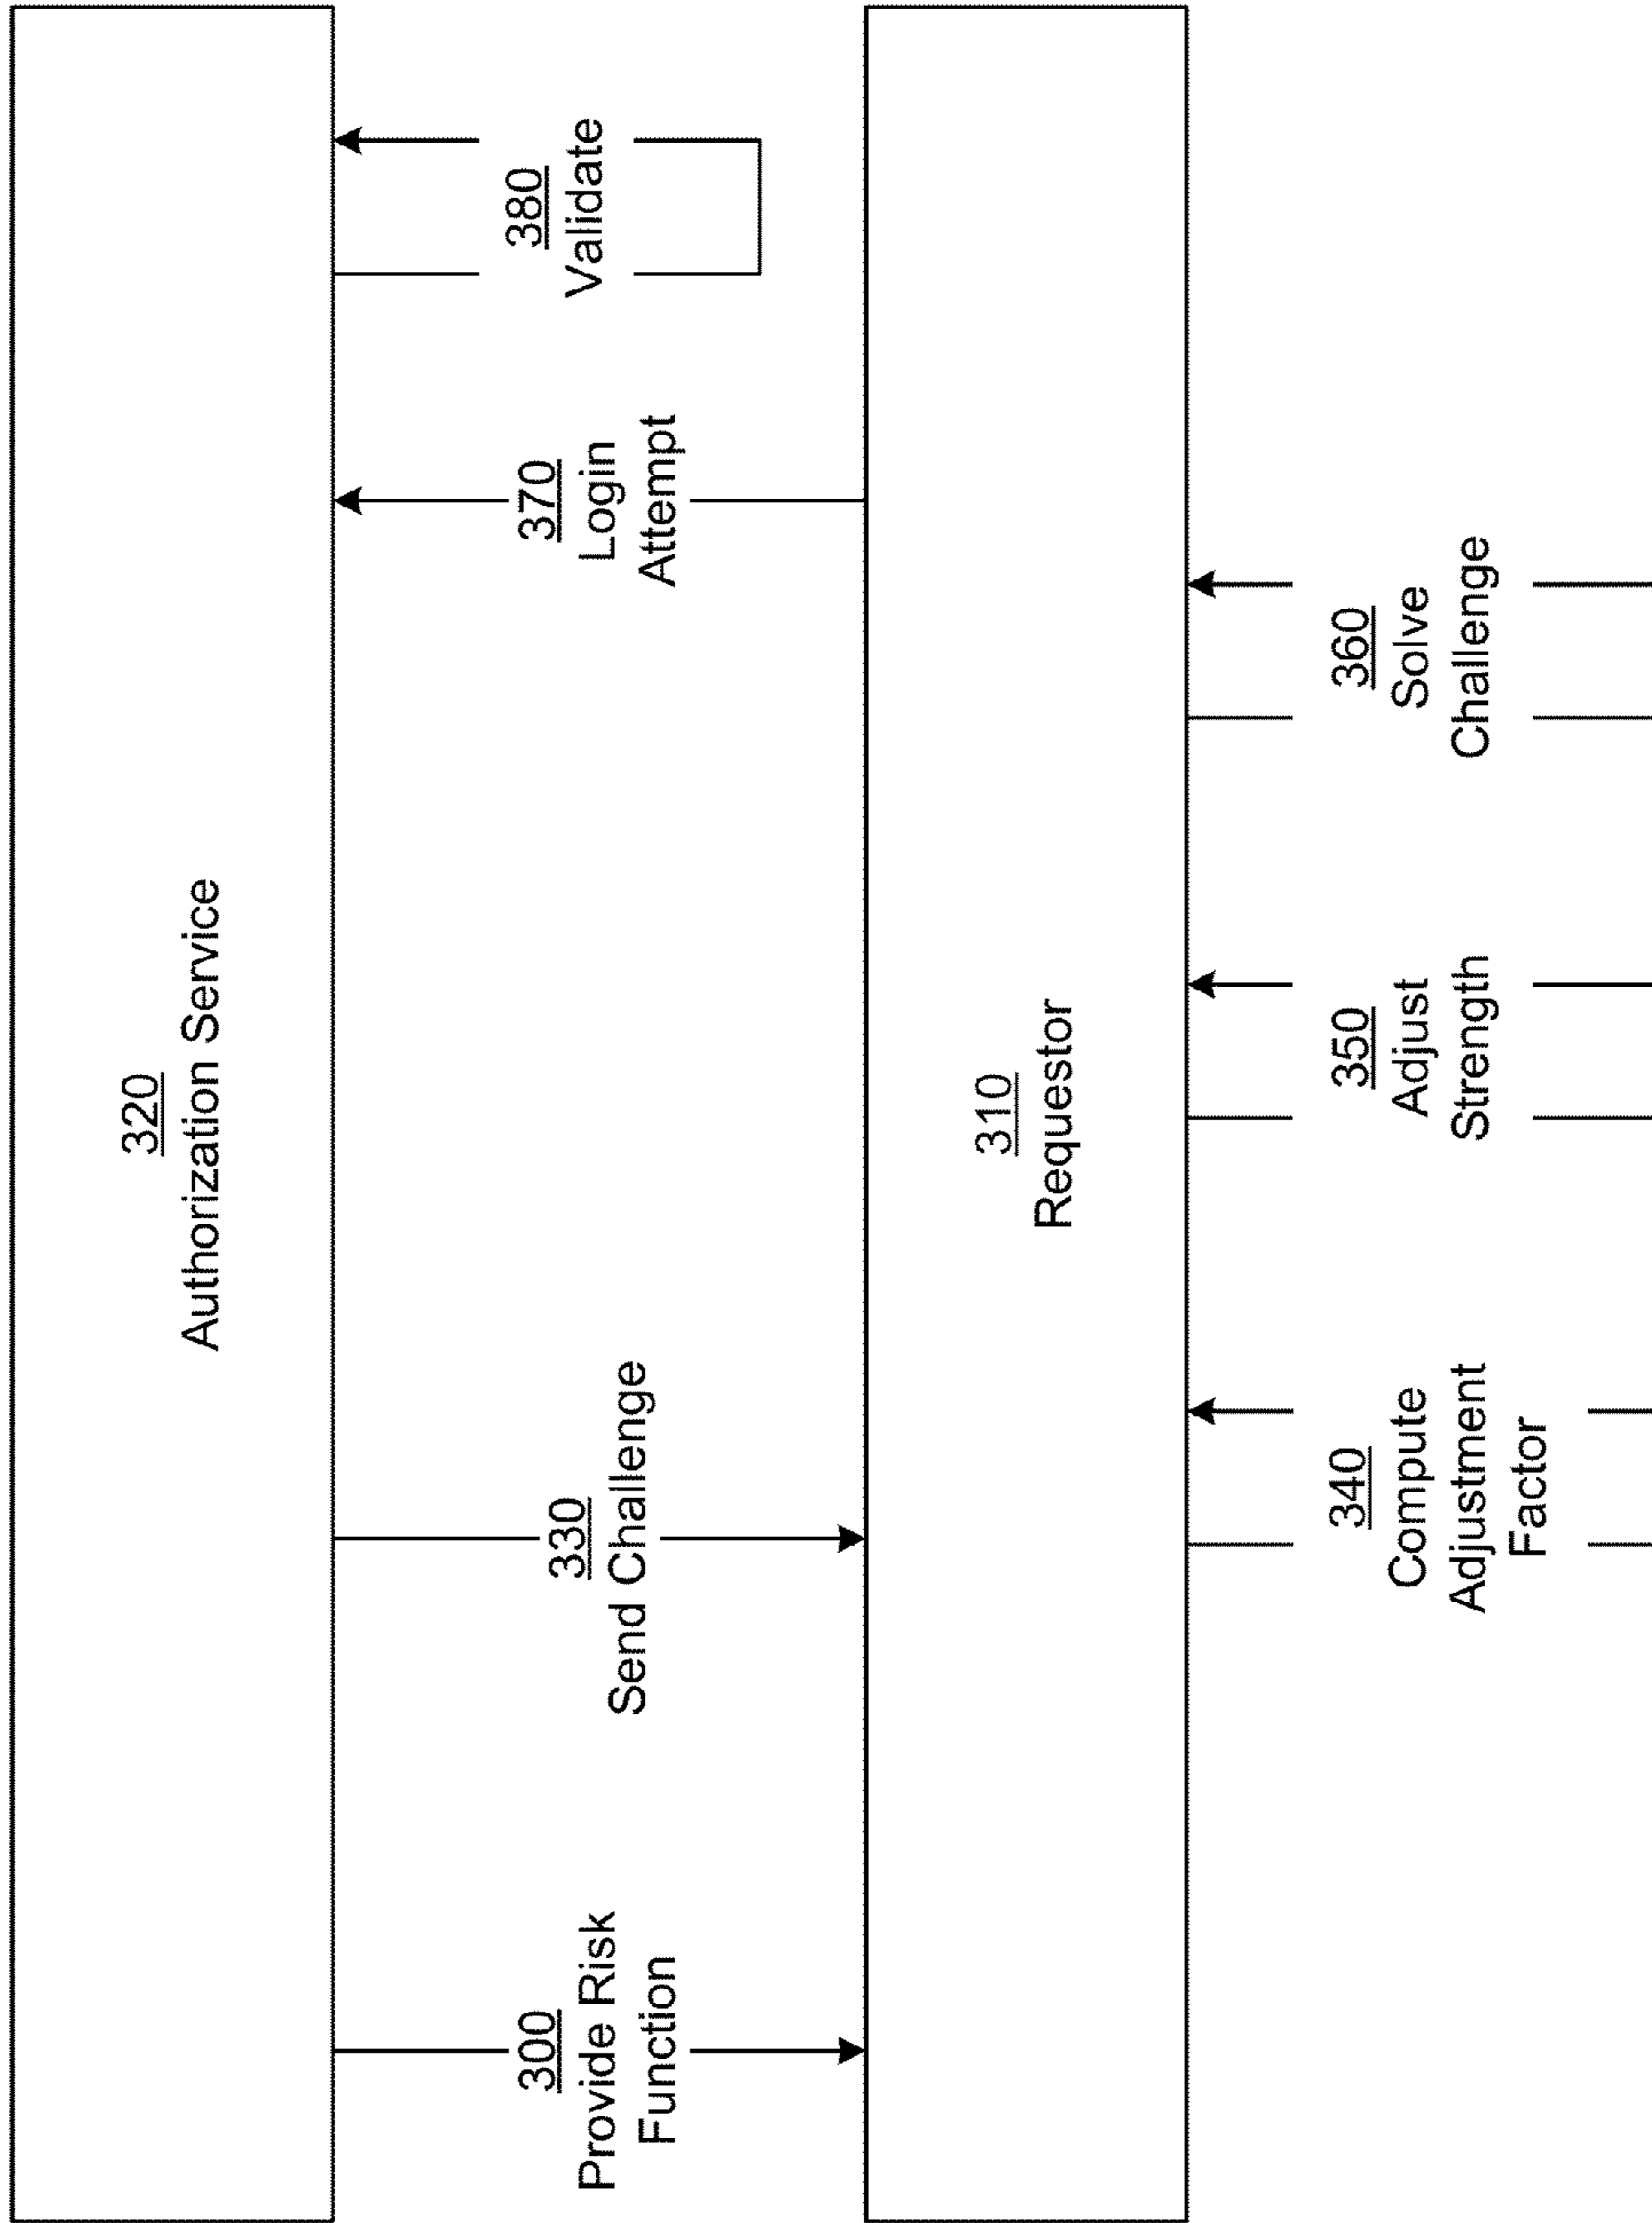 320
Authorization Service
300
Provide Risk
Function
330
Send Challenge
370
Login
Attempt
380
Validate
310
Requestor
340
Compute
Adjustment
Factor
350
Adjust
Strength
360
Solve
Challenge